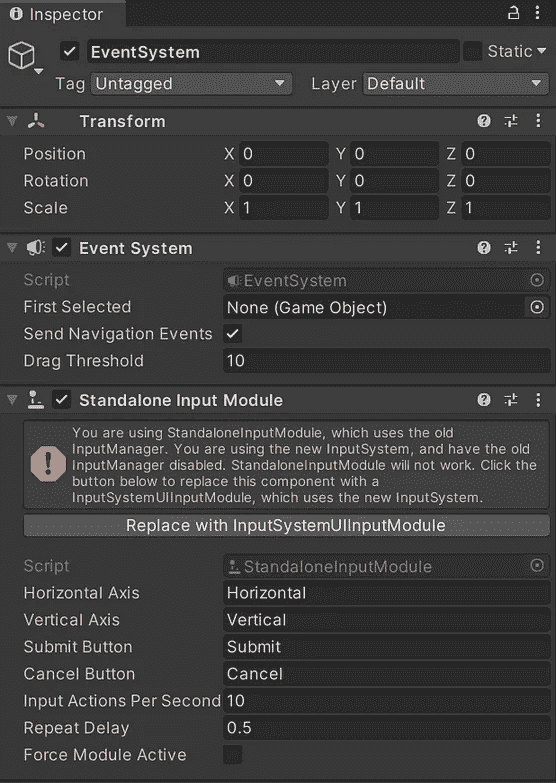 Inspector
EventSystem Static
Tag Untagged Layer Default
Transform
Position X 0 Y 0 Z 0
Rotation X 0 Y 0 Z 0
Scale X 1 Y 1 Z 1
Event System
Script EventSystem
First Selected None (Game Object)
Send Navigation Events
Drag Threshold 10
Standalone Input Module
You are using StandaloneInputModule, which uses the old
InputManager. You are using the new InputSystem, and have the old
InputManager disabled. StandaloneInputModule will not work. Click the
button below to replace this component with a
InputSystemUIInputModule, which uses the new InputSystem.
Replace with InputSystemUIInputModule
Script StandaloneInputModule
Horizontal Axis Horizontal
Vertical Axis Vertical
Submit Button Submit
Cancel Button Cancel
Input Actions Per Second 10
Repeat Delay 0.5
Force Module Active